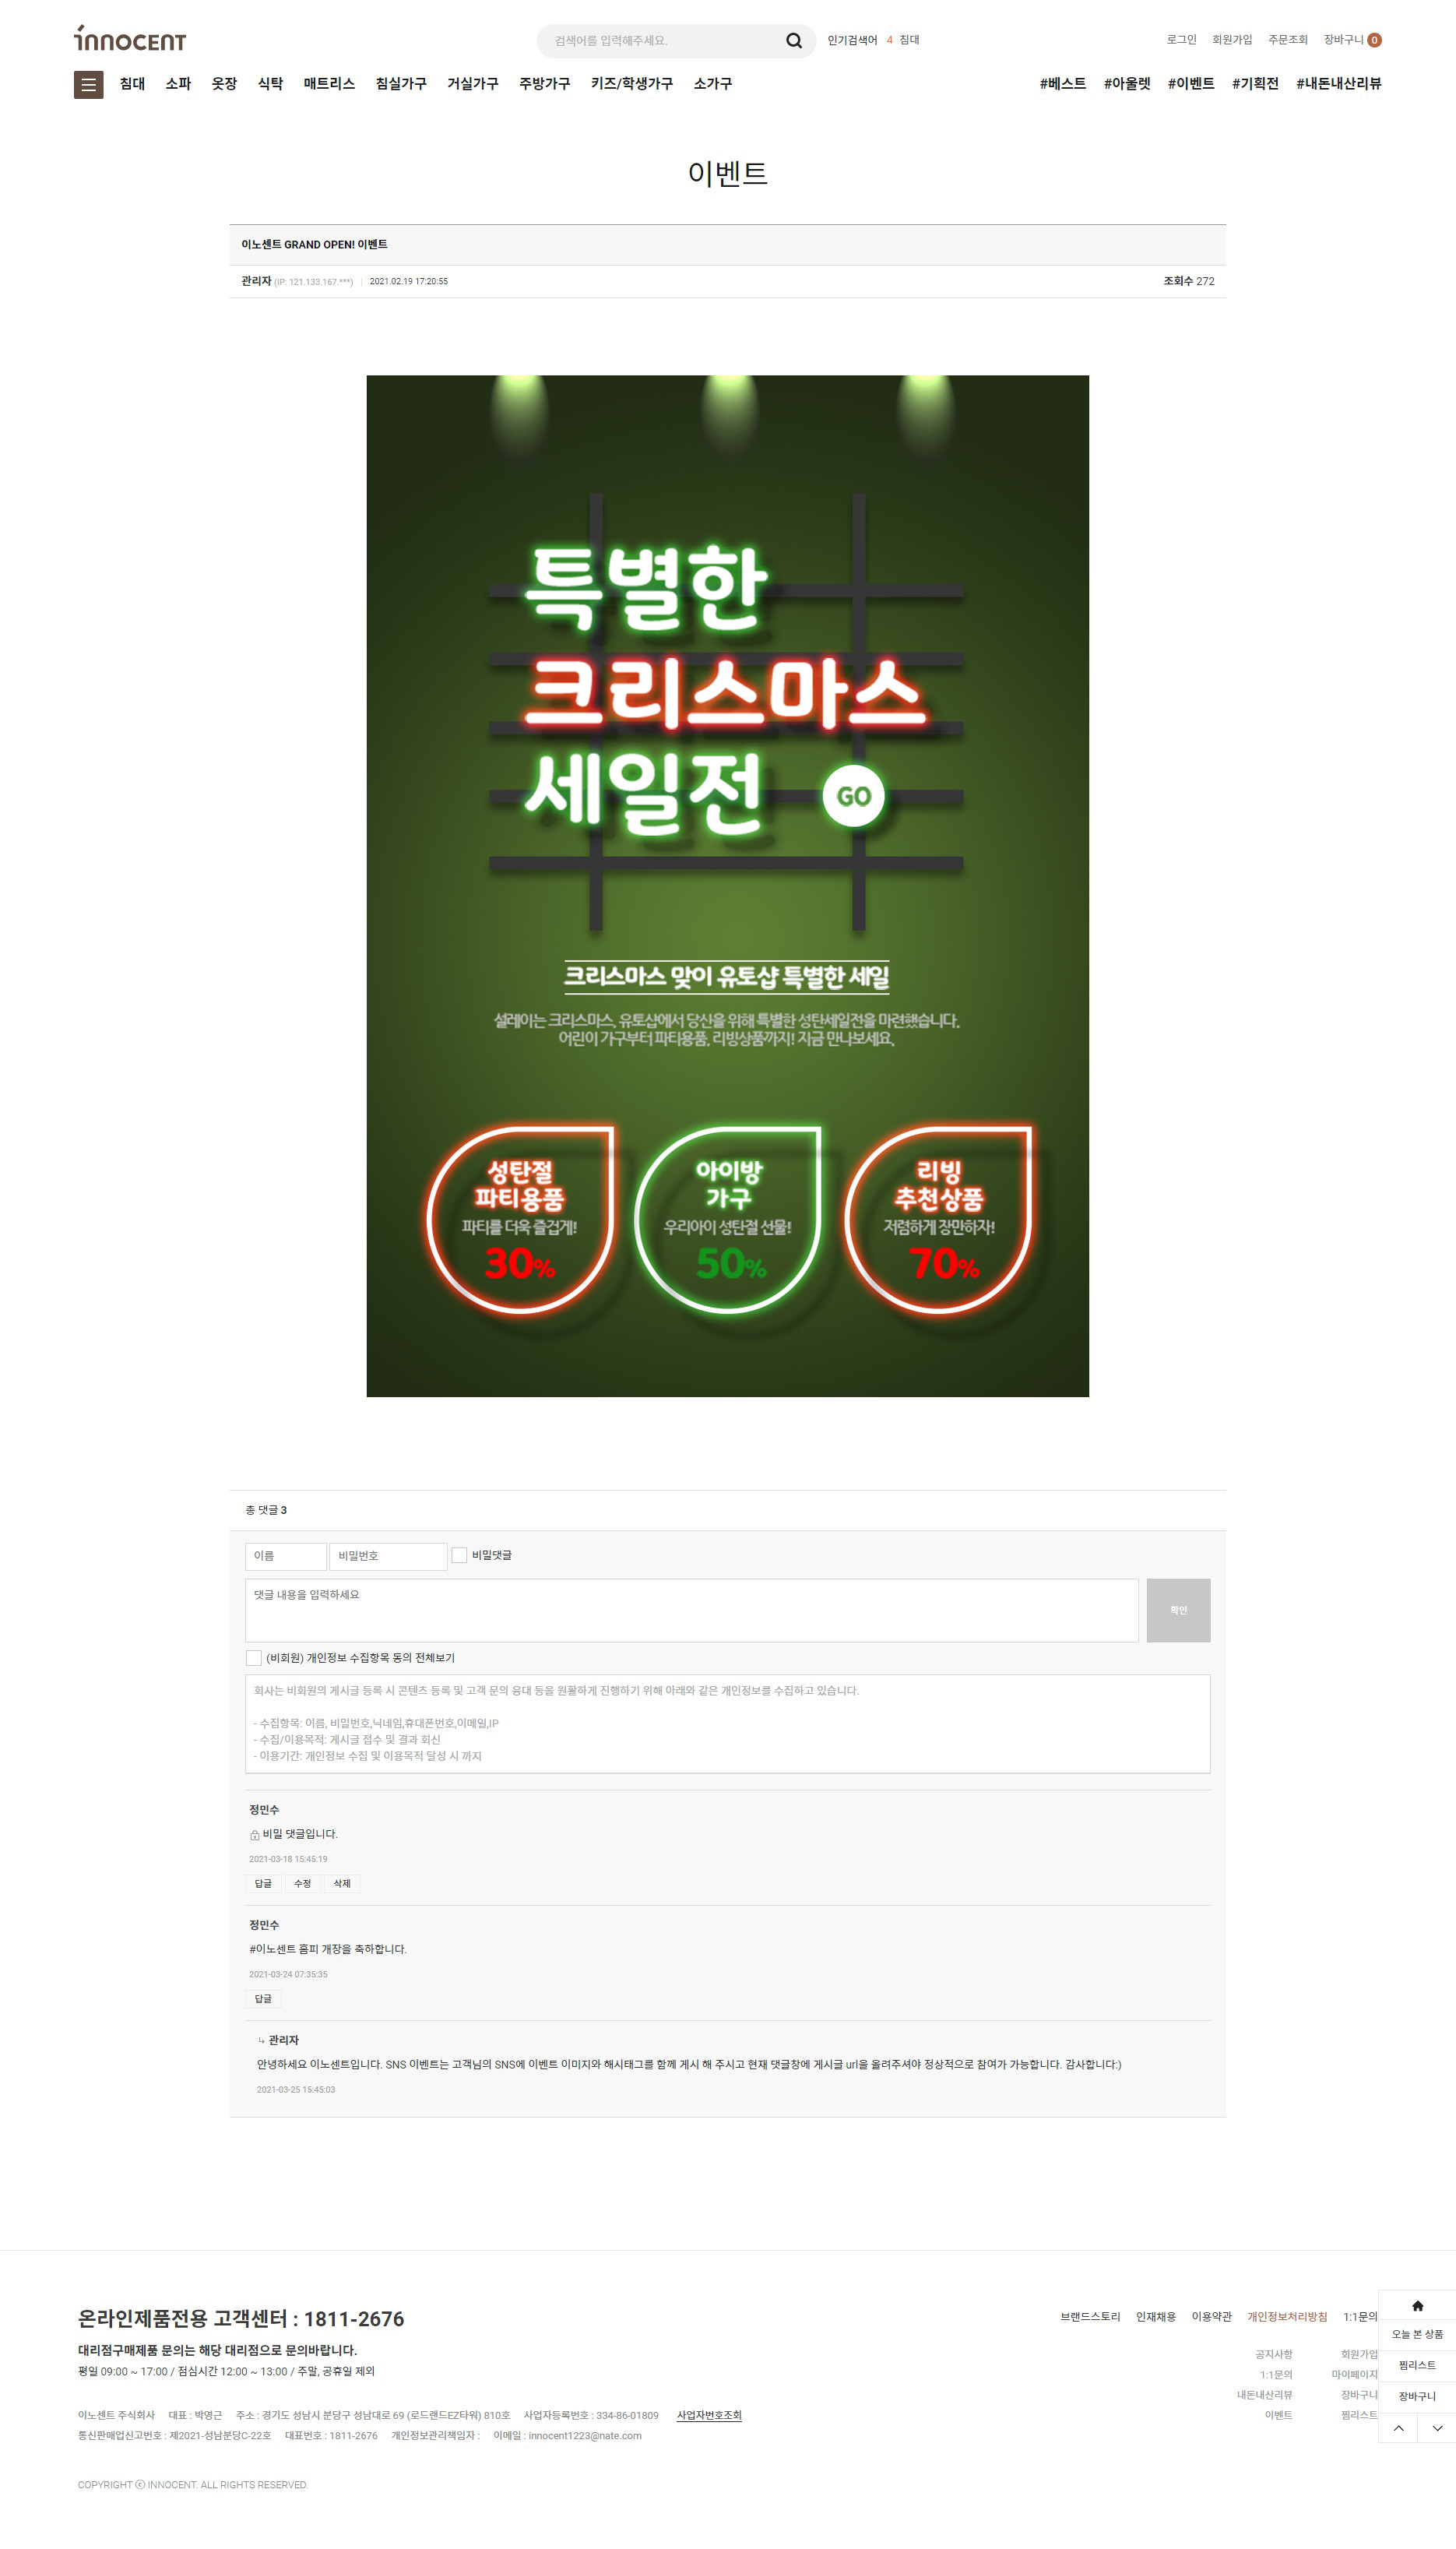 innocent
검색어를 입력해주세요.
인기검색어 4 침대
로그인 회원가입 주문조회 장바구니 0
침대 소파 옷장 식탁 매트리스 침실가구 거실가구 주방가구 키즈/학생가구 소가구
#베스트 #아울렛 #이벤트 #기획전 #내돈내산리뷰
이벤트
이노센트 GRAND OPEN! 이벤트
관리자 (IP: 121.133.167.***) | 2021.02.19 17:20:55
조회수 272
특별한
크리스마스
세일전
GO
크리스마스 맞이 유토샵 특별한 세일
설레이는 크리스마스, 유토샵에서 당신을 위해 특별한 성탄세일전을 마련했습니다.
어린이 가구부터 파티용품, 리빙상품까지! 지금 만나보세요.
성탄절
파티용품
파티를 더욱 즐겁게!
30%
아이방
가구
우리아이 성탄절 선물!
50%
리빙
추천상품
저렴하게 장만하자!
70%
총 댓글 3
이름 비밀번호 비밀댓글
댓글 내용을 입력하세요
확인
(비회원) 개인정보 수집항목 동의 전체보기
회사는 비회원의 게시글 등록 시 콘텐츠 등록 및 고객 문의 응대 등을 원활하게 진행하기 위해 아래와 같은 개인정보를 수집하고 있습니다.
- 수집항목: 이름, 비밀번호,닉네임,휴대폰번호,이메일,IP
- 수집/이용목적: 게시글 접수 및 결과 회신
- 이용기간: 개인정보 수집 및 이용목적 달성 시 까지
정민수
비밀 댓글입니다.
2021-03-18 15:45:19
답글 수정 삭제
정민수
#이노센트 홈피 개장을 축하합니다.
2021-03-24 07:35:35
답글
관리자
안녕하세요 이노센트입니다. SNS 이벤트는 고객님의 SNS에 이벤트 이미지와 해시태그를 함께 게시 해 주시고 현재 댓글창에 게시글 url을 올려주셔야 정상적으로 참여가 가능합니다. 감사합니다:)
2021-03-25 15:45:03
온라인제품전용 고객센터 : 1811-2676
대리점구매제품 문의는 해당 대리점으로 문의바랍니다.
평일 09:00 ~ 17:00 / 점심시간 12:00 ~ 13:00 / 주말, 공휴일 제외
이노센트 주식회사 대표 : 박영근 주소 : 경기도 성남시 분당구 성남대로 69 (로드랜드EZ타워) 810호 사업자등록번호 : 334-86-01809 사업자번호조회
통신판매업신고번호 : 제2021-성남분당C-22호 대표번호 : 1811-2676 개인정보관리책임자 : 이메일 : innocent1223@nate.com
COPYRIGHT ⓒ INNOCENT. ALL RIGHTS RESERVED.
브랜드스토리 인재채용 이용약관 개인정보처리방침 1:1문의
공지사항 회원가입
1:1문의 마이페이지
내돈내산리뷰 장바구니
이벤트 찜리스트
오늘 본 상품
찜리스트
장바구니